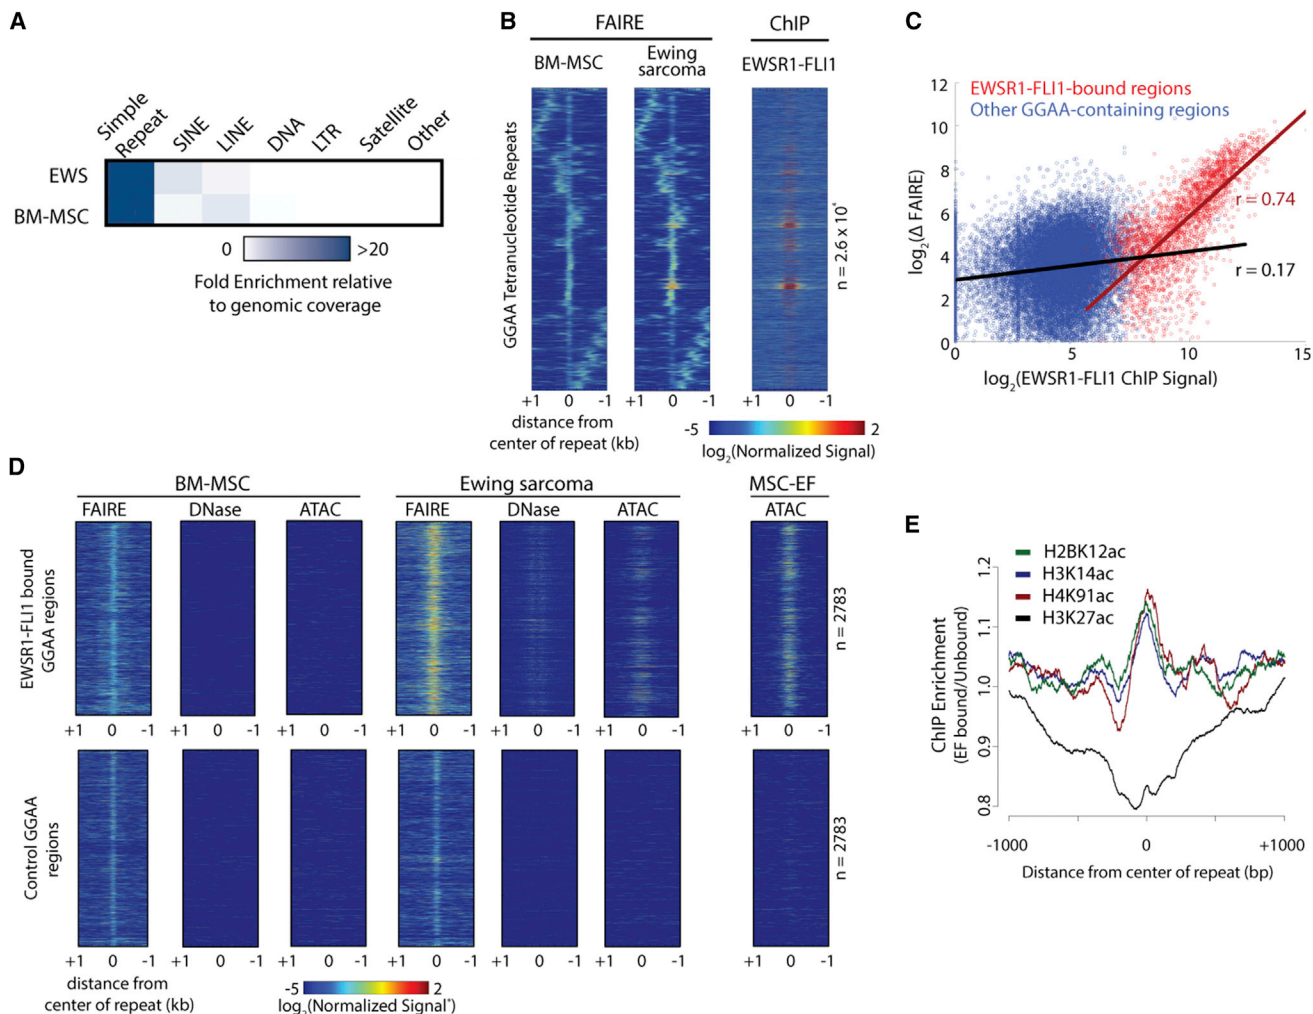 A
Simple
Repeat
SINE
LINE
DNA
LTR
Satellite
Other
EWS
BM-MSC
0
>20
Fold Enrichment relative
to genomic coverage
B
FAIRE
ChIP
BM-MSC
Ewing
sarcoma
EWSR1-FLI1
GGAA Tetranucleotide Repeats
n = 2.6 x 10⁴
+1 0 -1
+1 0 -1
+1 0 -1
distance from
center of repeat (kb)
-5
2
log₂(Normalized Signal)
C
EWSR1-FLI1-bound regions
Other GGAA-containing regions
12
10
8
6
4
2
0
log₂(Δ FAIRE)
r = 0.74
r = 0.17
0 5 10 15
log₂(EWSR1-FLI1 ChIP Signal)
D
BM-MSC
Ewing sarcoma
MSC-EF
FAIRE
DNase
ATAC
FAIRE
DNase
ATAC
ATAC
EWSR1-FLI1 bound
GGAA regions
n = 2783
+1 0 -1
+1 0 -1
+1 0 -1
+1 0 -1
+1 0 -1
+1 0 -1
+1 0 -1
Control GGAA
regions
n = 2783
+1 0 -1
+1 0 -1
+1 0 -1
+1 0 -1
+1 0 -1
+1 0 -1
+1 0 -1
distance from
center of repeat (kb)
-5
2
log₂(Normalized Signal*)
E
H2BK12ac
H3K14ac
H4K91ac
H3K27ac
1.2
1.1
1.0
0.9
0.8
ChIP Enrichment
(EF bound/Unbound)
-1000 0 +1000
Distance from center of repeat (bp)